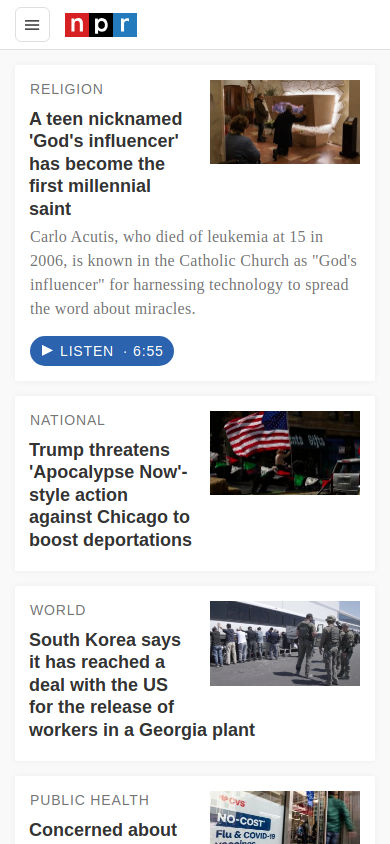 npr
RELIGION
A teen nicknamed
'God's influencer'
has become the
first millennial
saint
Carlo Acutis, who died of leukemia at 15 in
2006, is known in the Catholic Church as "God's
influencer" for harnessing technology to spread
the word about miracles.
LISTEN · 6:55
NATIONAL
Trump threatens
'Apocalypse Now'-
style action
against Chicago to
boost deportations
Gifts
WORLD
South Korea says
it has reached a
deal with the US
for the release of
workers in a Georgia plant
PUBLIC HEALTH
Concerned about
CVS
NO-COST
Flu & COVID-19